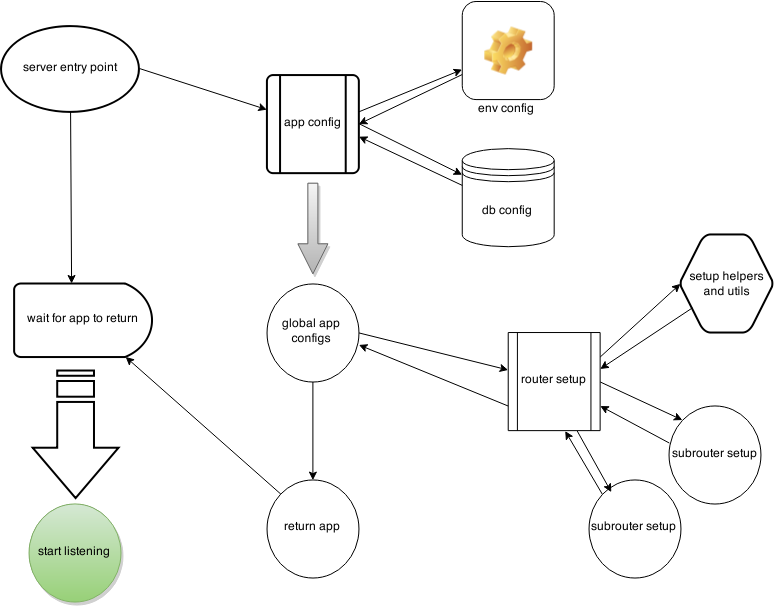 server entry point
app config
env config
db config
setup helpers
and utils
wait for app to return
global app
configs
router setup
subrouter setup
subrouter setup
return app
start listening